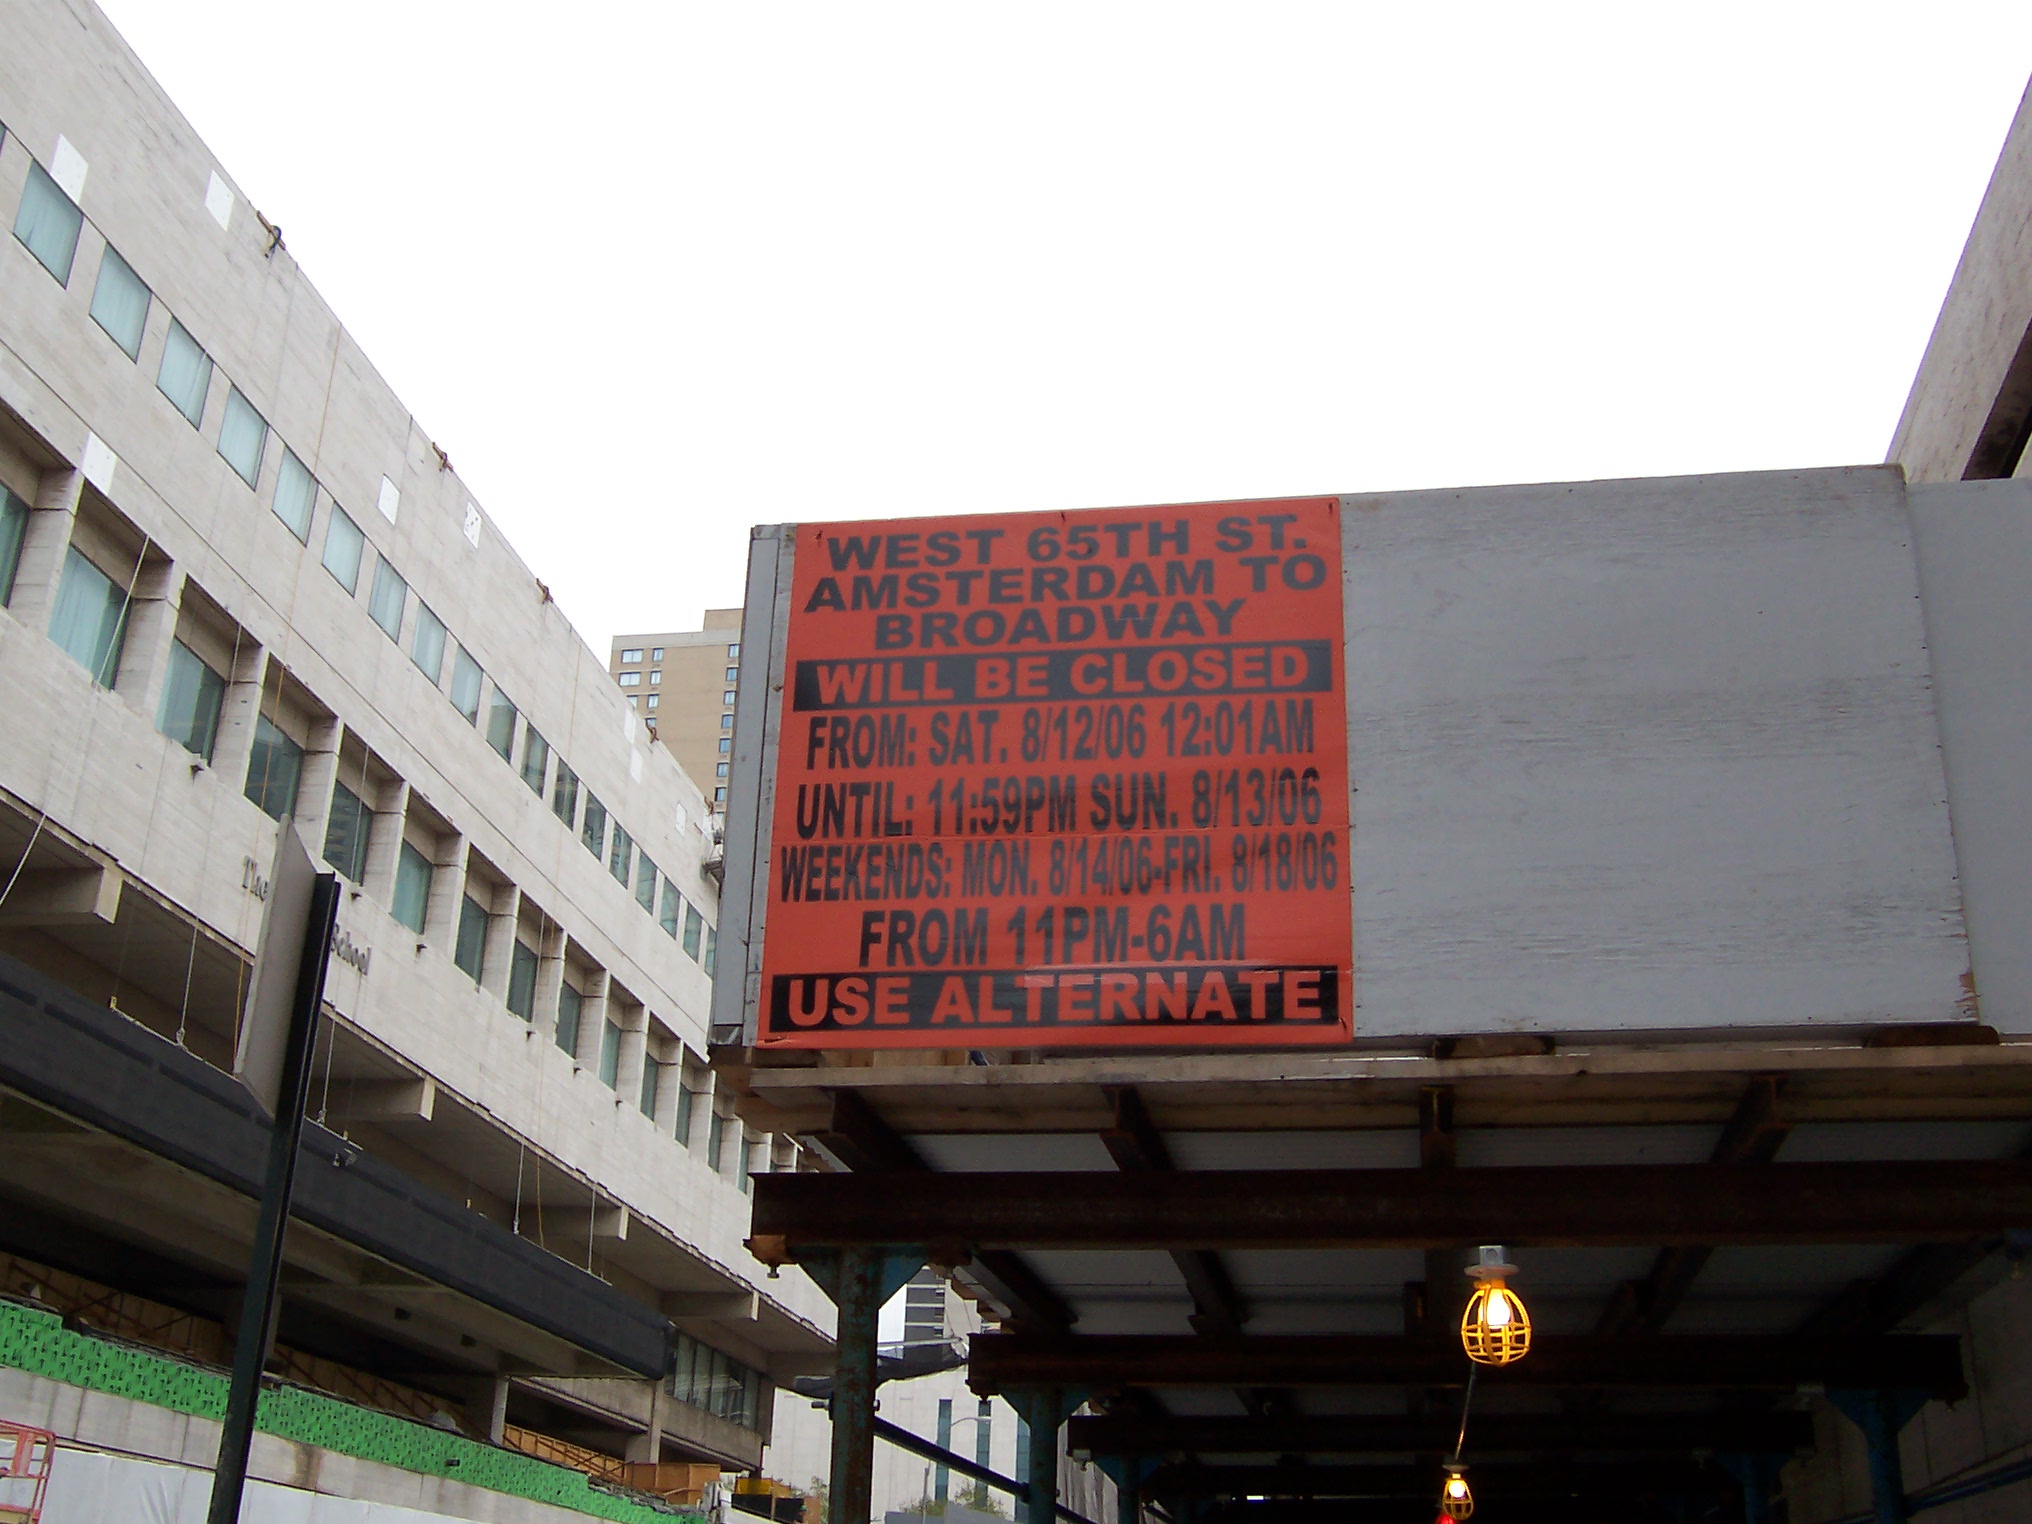 WEST 65TH ST.
AMSTERDAM TO
BROADWAY
WILL BE CLOSED
FROM: SAT. 8/12/06 12:01AM
UNTIL: 11:59PM SUN. 8/13/06
WEEKENDS: MON. 8/14/06-FRI. 8/18/06
FROM 11PM-6AM
USE ALTERNATE
The School